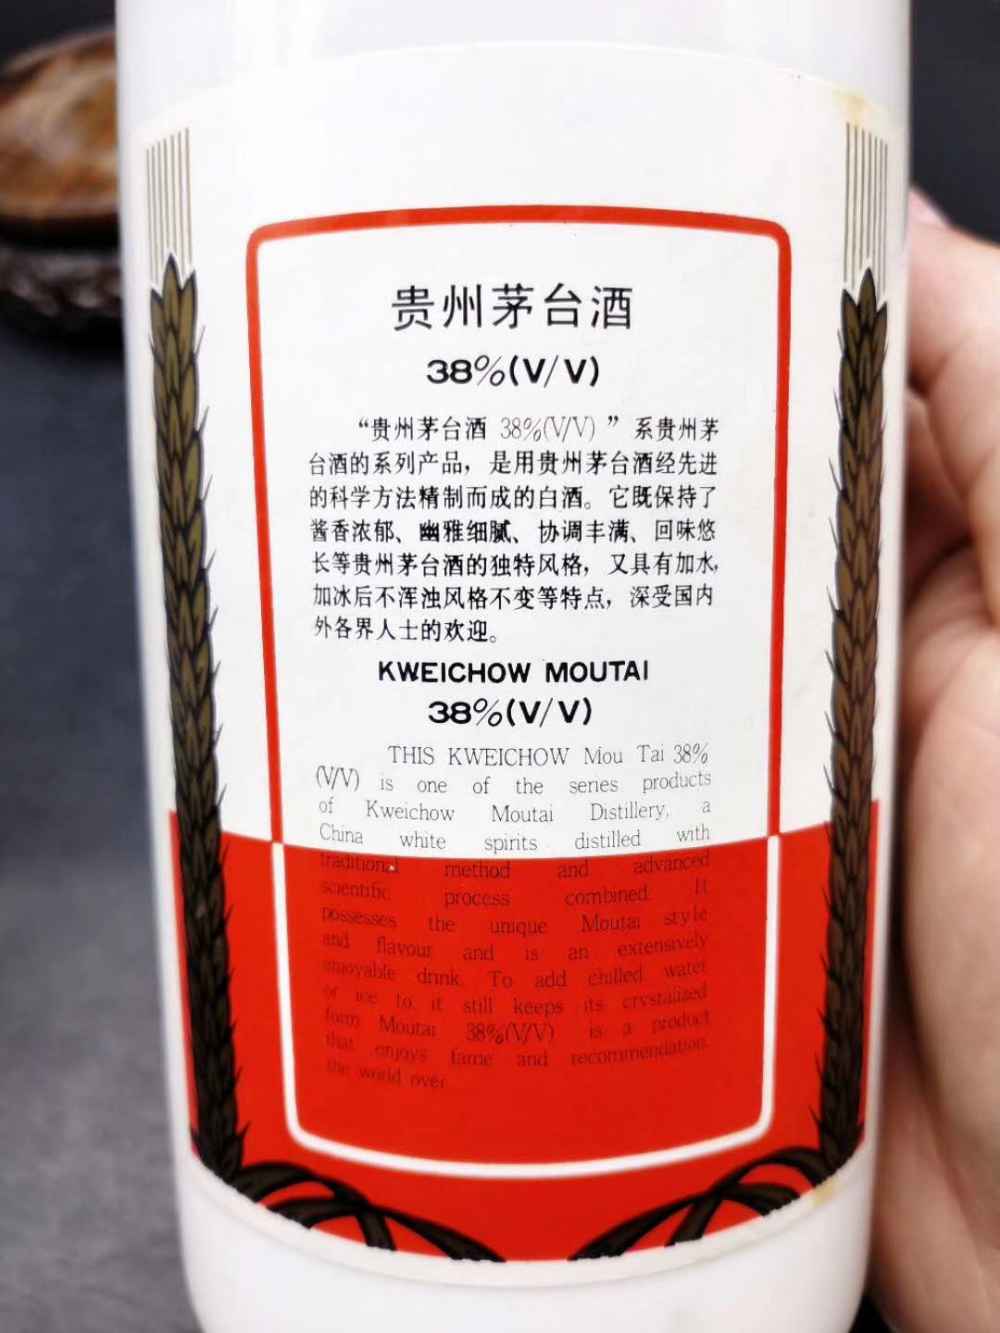 贵州茅台酒
38%(V/V)
“贵州茅台酒 38%(V/V)”系贵州茅
台酒的系列产品，是用贵州茅台酒经先进
的科学方法精制而成的白酒。它既保持了
酱香浓郁、幽雅细腻、协调丰满、回味悠
长等贵州茅台酒的独特风格，又具有加水,
加冰后不浑浊风格不变等特点，深受国内
外各界人士的欢迎。
KWEICHOW MOUTAI
38%(V/V)
THIS KWEICHOW Mou Tai 38%
(V/V) is one of the series products
of Kweichow Moutai Distillery, a
China white spirits distilled with
traditional method and advanced
scientific process combined. It
possesses the unique Moutai style
and flavour and is an extensively
enjoyable drink. To add chilled water
or ice to it still keeps its crystalized
form Moutai 38%(V/V) is a product
that enjoys fame and recommendation
the world over